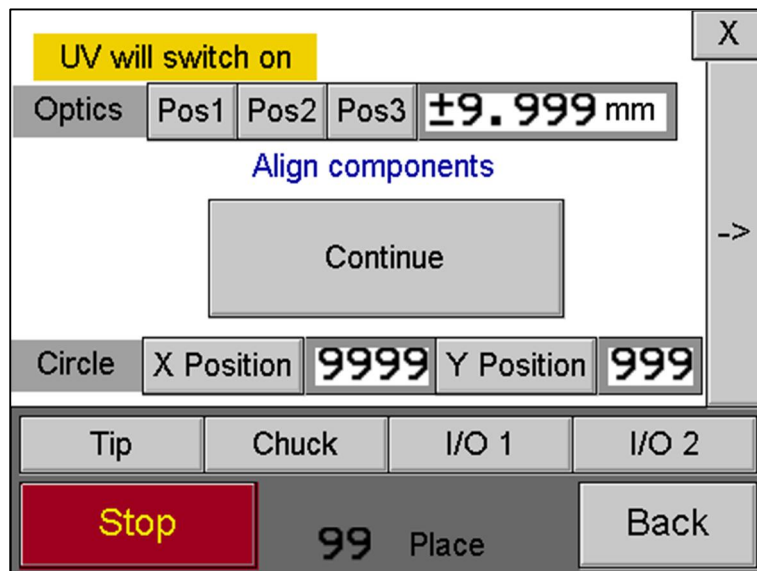 X
UV will switch on
Optics Pos1 Pos2 Pos3 ±9.999 mm
Align components
Continue
->
Circle X Position 9999 Y Position 999
Tip Chuck I/O 1 I/O 2
Stop 99 Place Back